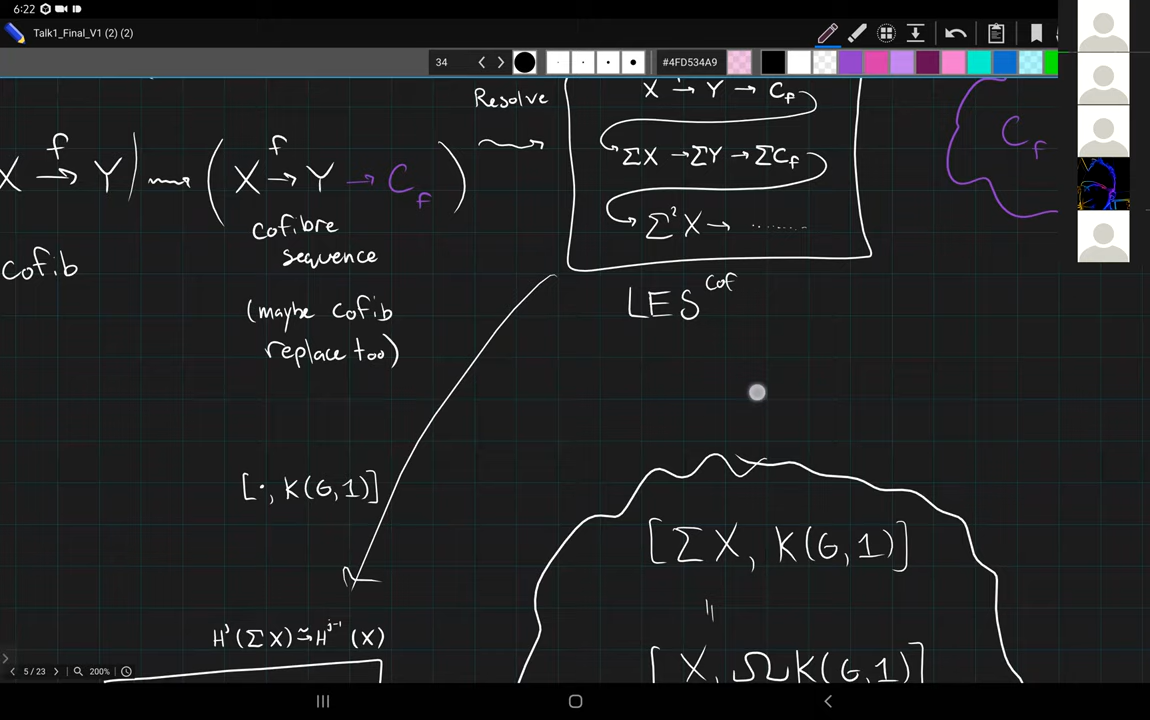 6:22
Talk1_Final_V1 (2) (2)
34
#4FD534A9
X → Y → C_f
ΣX → ΣY → ΣC_f
Σ²X → ........
LES^cof
Resolve
C_f
f
X → Y
f
(X → Y → C_f)
cofib
cofibre
sequence
(maybe cofib
replace too)
[·, K(G,1)]
H^j(ΣX) ≅ H^{j-1}(X)
[ΣX, K(G,1)]
=
[X, ΩK(G,1)]
5/23
200%